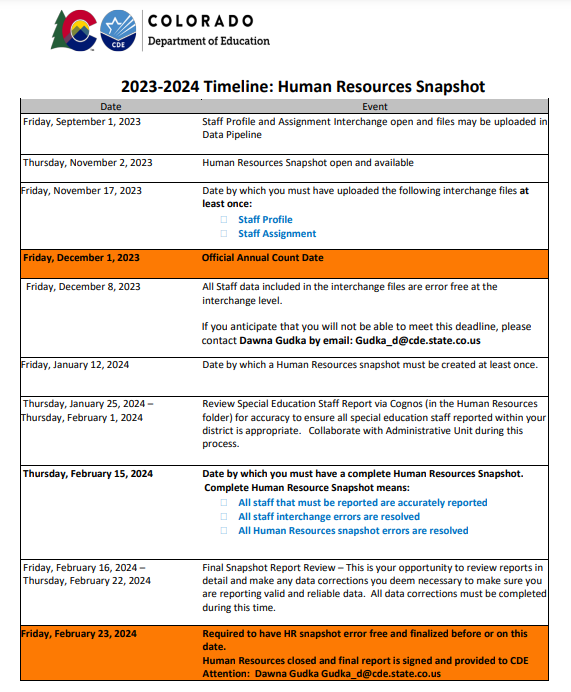 COLORADO
Department of Education
CDE
2023-2024 Timeline: Human Resources Snapshot
Date Event
Friday, September 1, 2023 Staff Profile and Assignment Interchange open and files may be uploaded in
Data Pipeline
Thursday, November 2, 2023 Human Resources Snapshot open and available
Friday, November 17, 2023 Date by which you must have uploaded the following interchange files at
least once:
☐ Staff Profile
☐ Staff Assignment
Friday, December 1, 2023 Official Annual Count Date
Friday, December 8, 2023 All Staff data included in the interchange files are error free at the
interchange level.
If you anticipate that you will not be able to meet this deadline, please
contact Dawna Gudka by email: Gudka_d@cde.state.co.us
Friday, January 12, 2024 Date by which a Human Resources snapshot must be created at least once.
Thursday, January 25, 2024 – Review Special Education Staff Report via Cognos (in the Human Resources
Thursday, February 1, 2024 folder) for accuracy to ensure all special education staff reported within your
district is appropriate. Collaborate with Administrative Unit during this
process.
Thursday, February 15, 2024 Date by which you must have a complete Human Resources Snapshot.
Complete Human Resource Snapshot means:
☐ All staff that must be reported are accurately reported
☐ All staff interchange errors are resolved
☐ All Human Resources snapshot errors are resolved
Friday, February 16, 2024 – Final Snapshot Report Review – This is your opportunity to review reports in
Thursday, February 22, 2024 detail and make any data corrections you deem necessary to make sure you
are reporting valid and reliable data. All data corrections must be completed
during this time.
Friday, February 23, 2024 Required to have HR snapshot error free and finalized before or on this
date.
Human Resources closed and final report is signed and provided to CDE
Attention: Dawna Gudka Gudka_d@cde.state.co.us